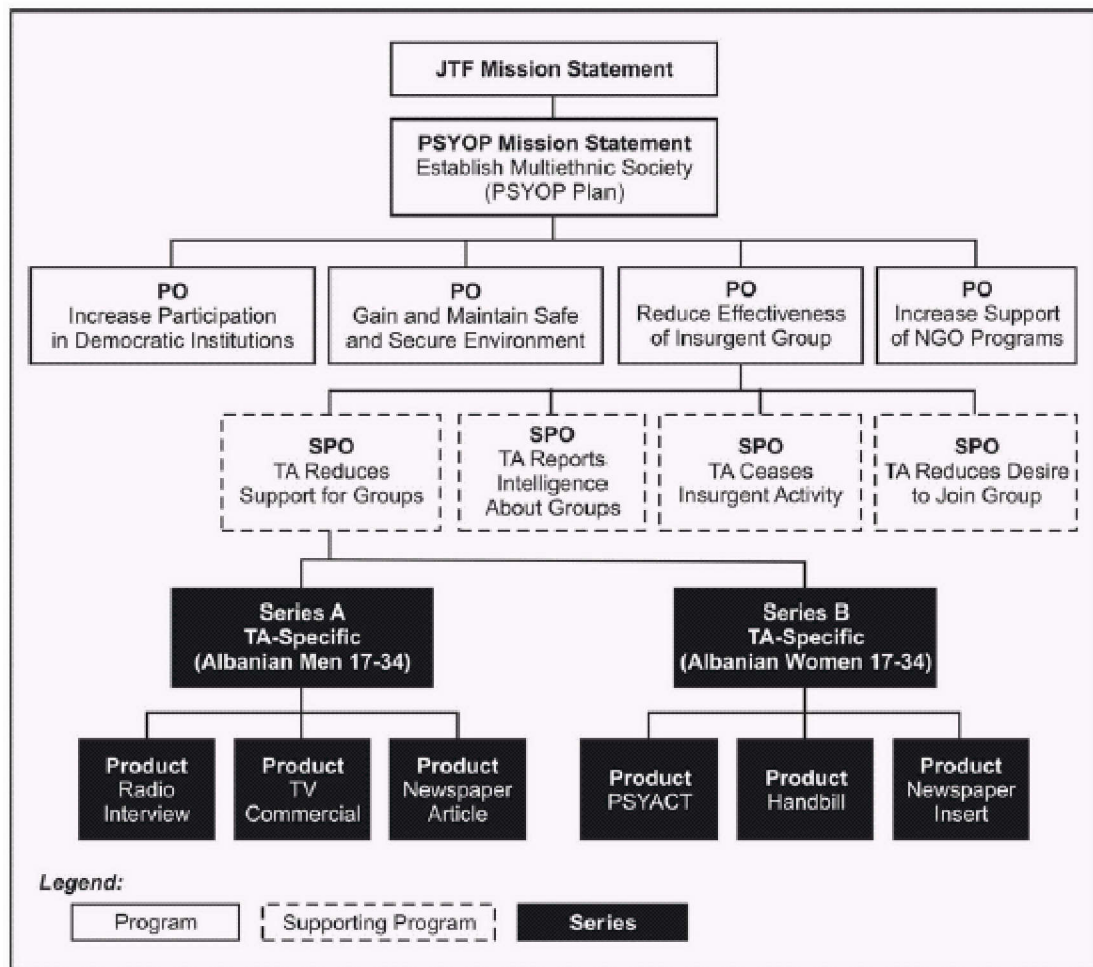 JTF Mission Statement
PSYOP Mission Statement
Establish Multiethnic Society
(PSYOP Plan)
PO
Increase Participation
in Democratic Institutions
PO
Gain and Maintain Safe
and Secure Environment
PO
Reduce Effectiveness
of Insurgent Group
PO
Increase Support
of NGO Programs
SPO
TA Reduces
Support for Groups
SPO
TA Reports
Intelligence
About Groups
SPO
TA Ceases
Insurgent Activity
SPO
TA Reduces Desire
to Join Group
Series A
TA-Specific
(Albanian Men 17-34)
Series B
TA-Specific
(Albanian Women 17-34)
Product
Radio
Interview
Product
TV
Commercial
Product
Newspaper
Article
Product
PSYACT
Product
Handbill
Product
Newspaper
Insert
Legend:
Program
Supporting Program
Series